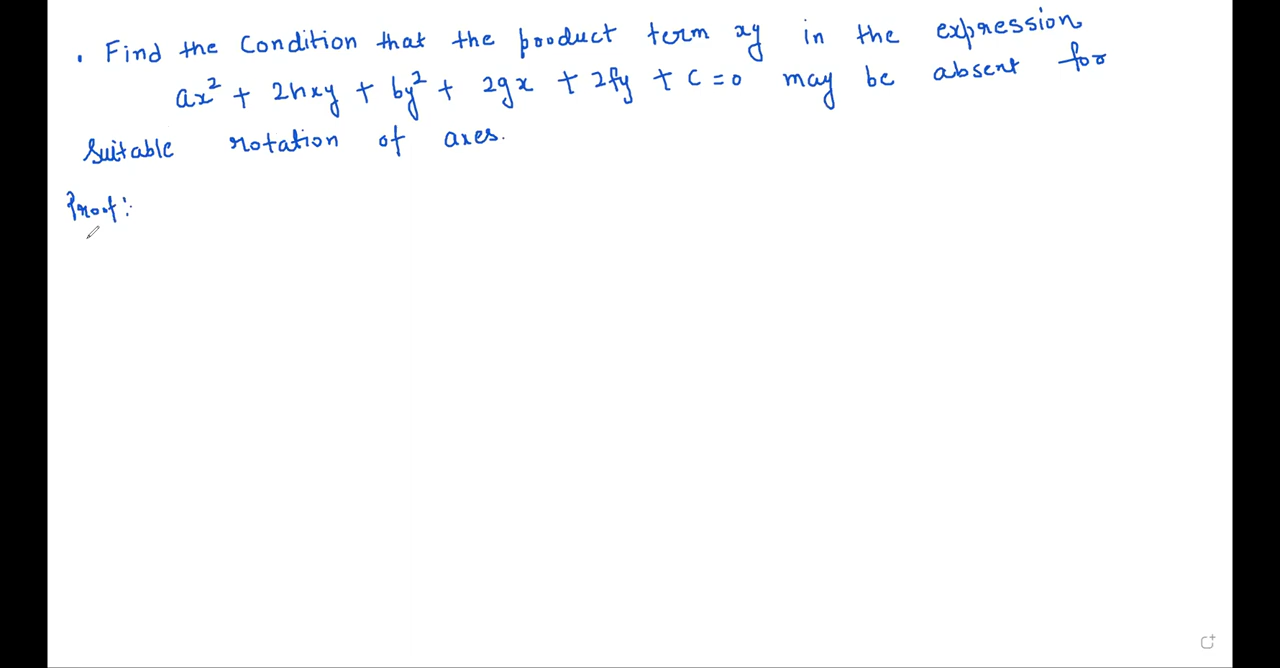 . Find the Condition that the product term xy in the expression
ax² + 2hxy + by² + 2gx + 2fy + c = 0 may be absent for
Suitable rotation of axes.
Proof: